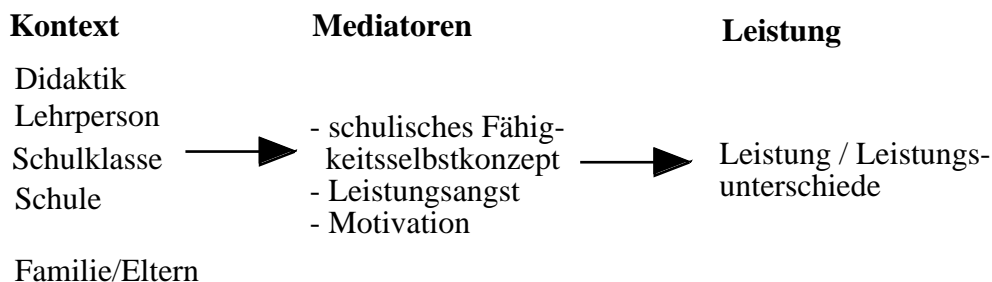 Kontext
Didaktik
Lehrperson
Schulklasse
Schule
Familie/Eltern
Mediatoren
- schulisches Fähig-
keitsselbstkonzept
- Leistungsangst
- Motivation
Leistung
Leistung / Leistungs-
unterschiede